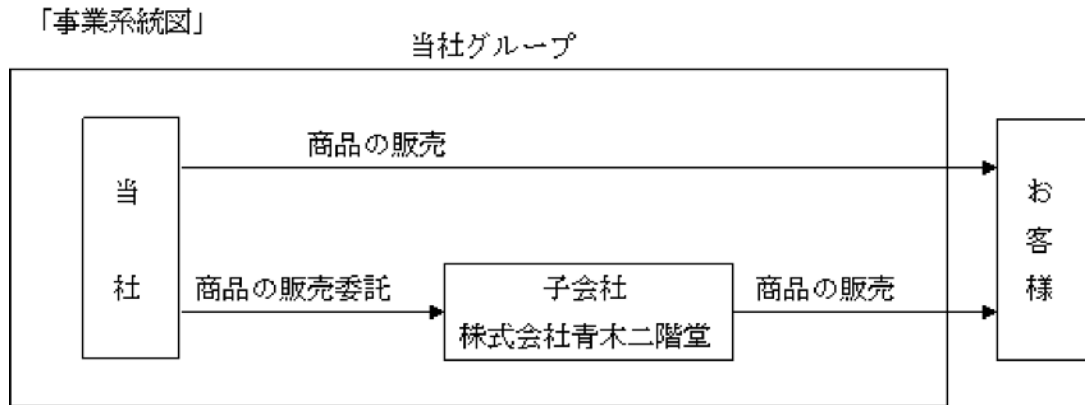 「事業系統図」
当社グループ
商品の販売
当社
お客様
商品の販売委託
子会社
株式会社青木二階堂
商品の販売